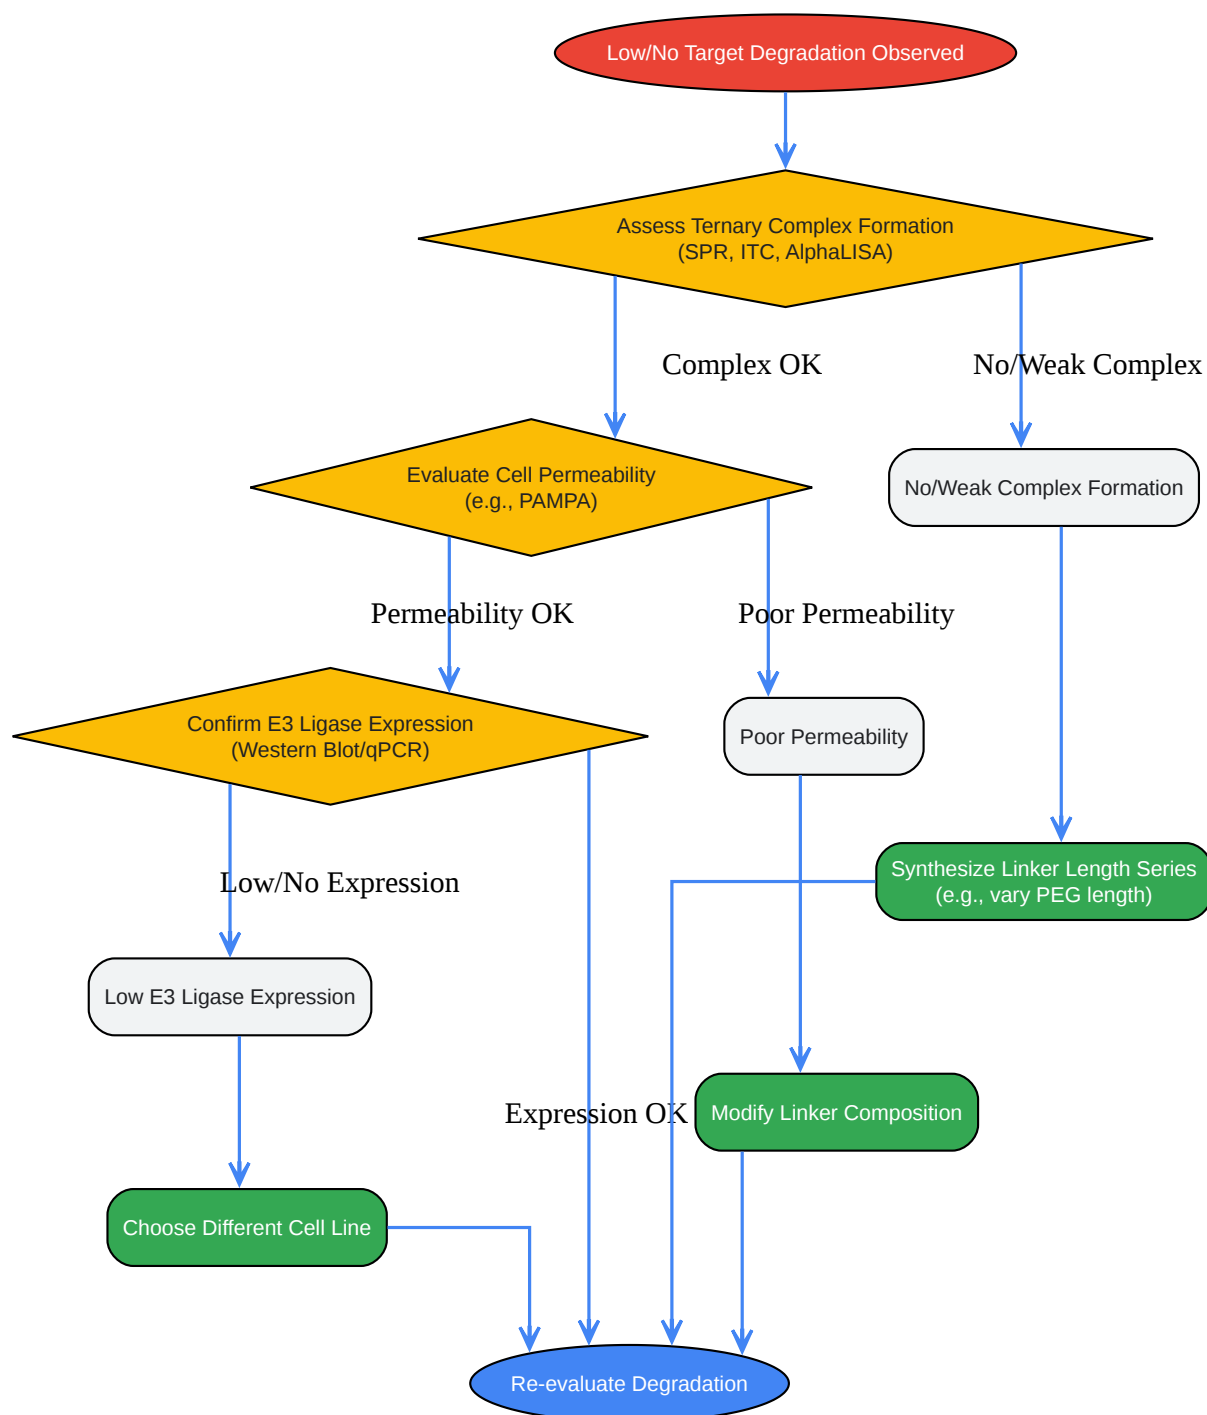 Low/No Target Degradation Observed
Assess Ternary Complex Formation
(SPR, ITC, AlphaLISA)
Complex OK
No/Weak Complex
Evaluate Cell Permeability
(e.g., PAMPA)
No/Weak Complex Formation
Permeability OK
Poor Permeability
Confirm E3 Ligase Expression
(Western Blot/qPCR)
Poor Permeability
Synthesize Linker Length Series
(e.g., vary PEG length)
Low/No Expression
Low E3 Ligase Expression
Expression OK
Modify Linker Composition
Choose Different Cell Line
Re-evaluate Degradation